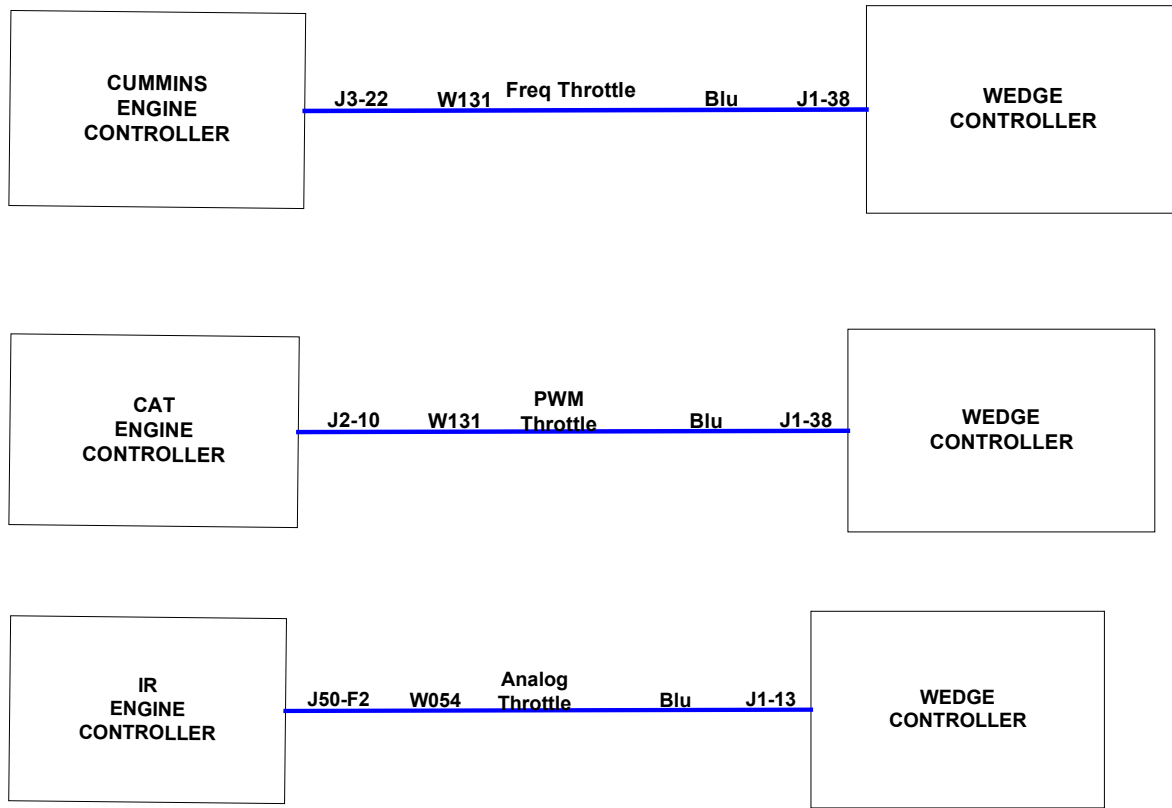 CUMMINS
ENGINE
CONTROLLER
J3-22 W131 Freq Throttle Blu J1-38
WEDGE
CONTROLLER
CAT
ENGINE
CONTROLLER
PWM
J2-10 W131 Throttle Blu J1-38
WEDGE
CONTROLLER
IR
ENGINE
CONTROLLER
Analog
J50-F2 W054 Throttle Blu J1-13
WEDGE
CONTROLLER